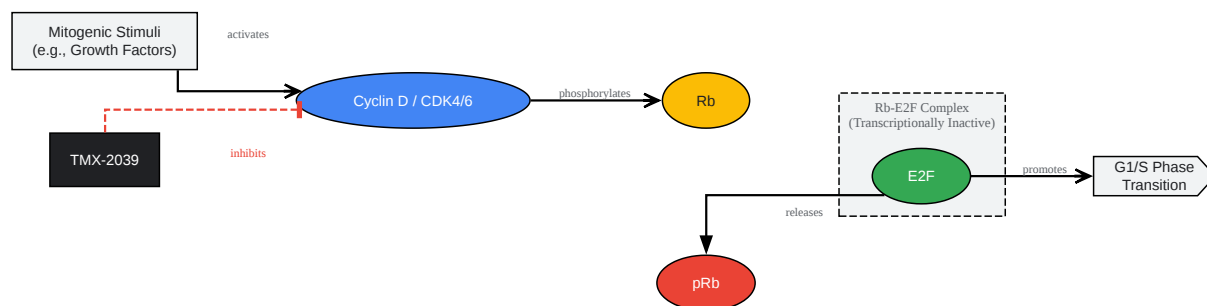 Mitogenic Stimuli
(e.g., Growth Factors)
activates
Cyclin D / CDK4/6
phosphorylates
Rb
TMX-2039
inhibits
Rb-E2F Complex
(Transcriptionally Inactive)
E2F
promotes
G1/S Phase
Transition
releases
pRb